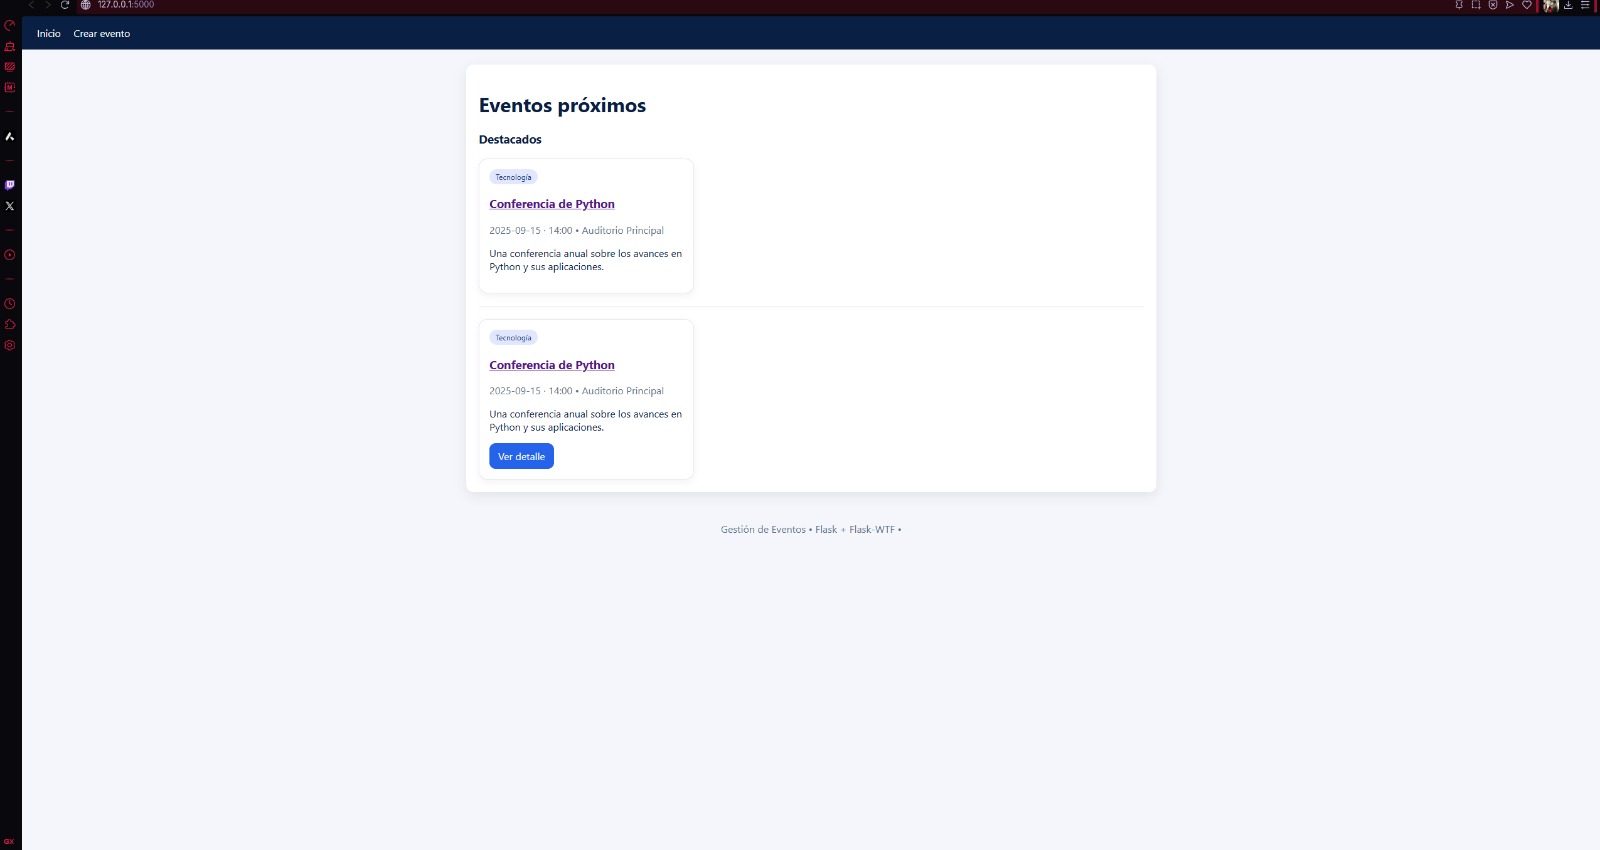 127.0.0.1:5000
Inicio Crear evento
Eventos próximos
Destacados
Tecnología
Conferencia de Python
2025-09-15 · 14:00 • Auditorio Principal
Una conferencia anual sobre los avances en
Python y sus aplicaciones.
Tecnología
Conferencia de Python
2025-09-15 · 14:00 • Auditorio Principal
Una conferencia anual sobre los avances en
Python y sus aplicaciones.
Ver detalle
Gestión de Eventos • Flask + Flask-WTF •
GX